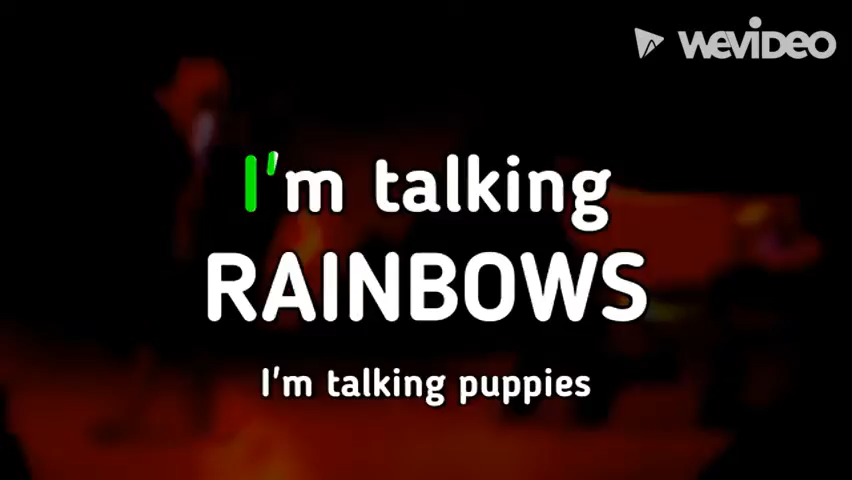 WEVIDEO
I'm talking
RAINBOWS
I'm talking puppies